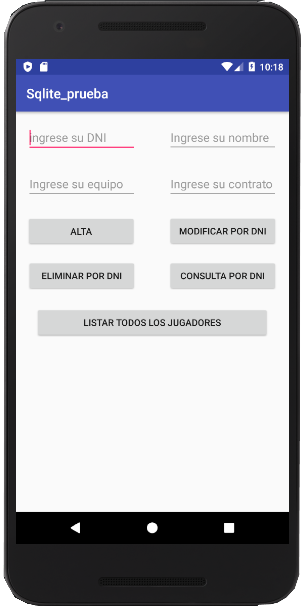 10:18
Sqlite_prueba
Ingrese su DNI Ingrese su nombre
Ingrese su equipo Ingrese su contrato
ALTA MODIFICAR POR DNI
ELIMINAR POR DNI CONSULTA POR DNI
LISTAR TODOS LOS JUGADORES